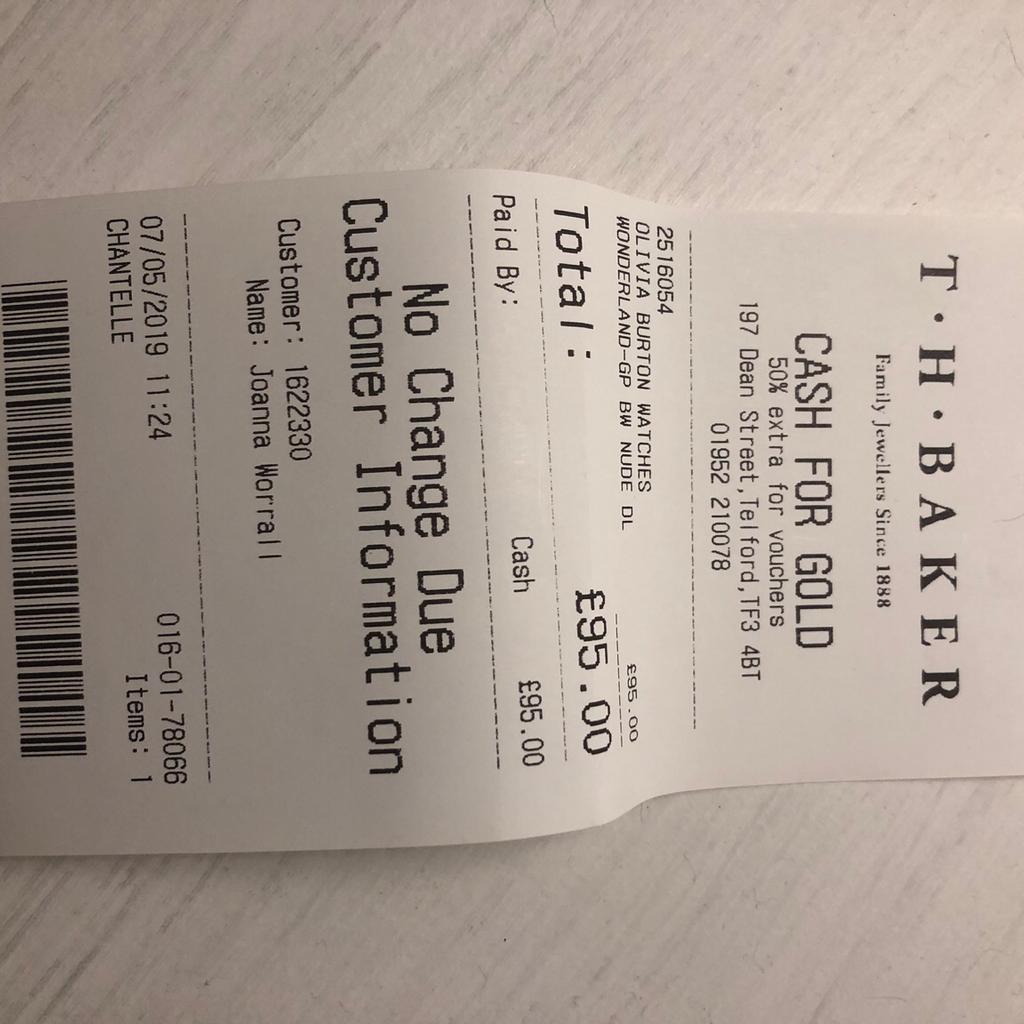 T·H·BAKER
Family Jewellers Since 1888
CASH FOR GOLD
50% extra for vouchers
197 Dean Street,Telford,TF3 4BT
01952 210078
2516054
OLIVIA BURTON WATCHES
WONDERLAND-GP BW NUDE DL £95.00
Total: £95.00
Paid By: Cash £95.00
No Change Due
Customer Information
Customer: 1622330
Name: Joanna Worrall
07/05/2019 11:24 016-01-78066
CHANTELLE Items: 1